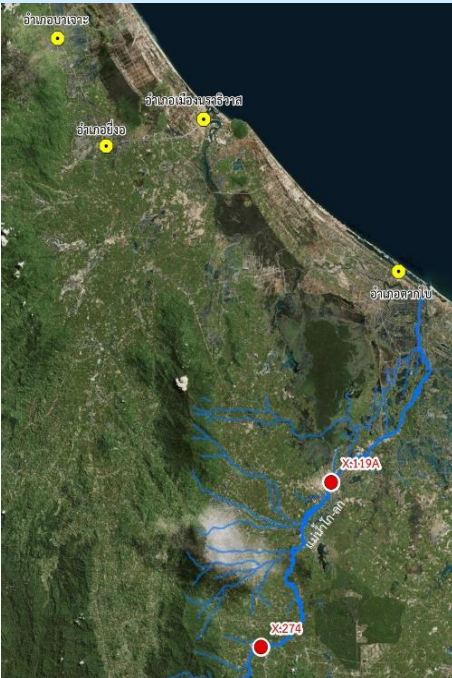 อำเภอบาเจาะ
อำเภอเมืองนราธิวาส
อำเภอยี่งอ
อำเภอตากใบ
X.119A
แม่น้ำโก-ลก
X.274